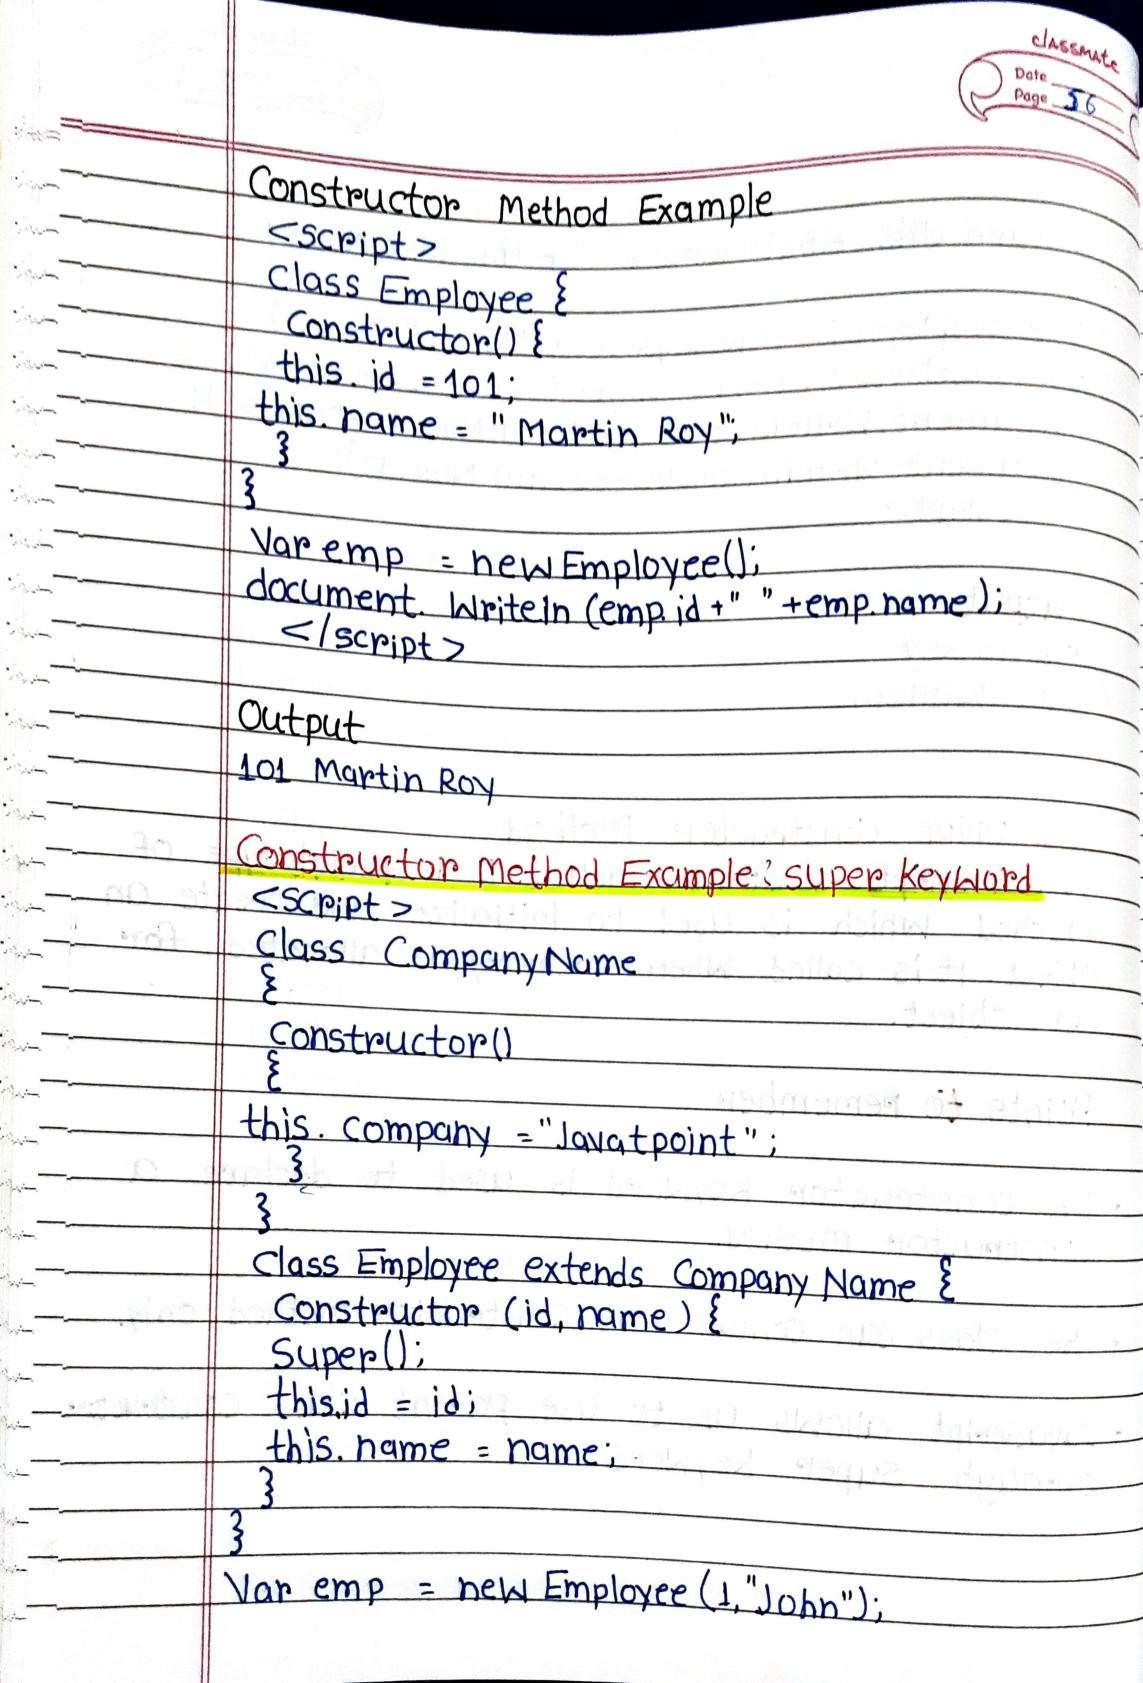 classmate
Date
Page 56
Constructor Method Example
<script>
Class Employee {
Constructor() {
this. id = 101;
this. name = " Martin Roy";
}
}
Var emp = new Employee();
document. Writeln (emp.id +" " +emp.name);
</script>
Output
101 Martin Roy
Constructor Method Example: super keyword
<script>
Class CompanyName
{
Constructor()
{
this. company ="Javatpoint" ;
}
}
Class Employee extends Company Name {
Constructor (id, name) {
Super();
this.id = id;
this. name = name;
}
}
Var emp = new Employee (1,"John");